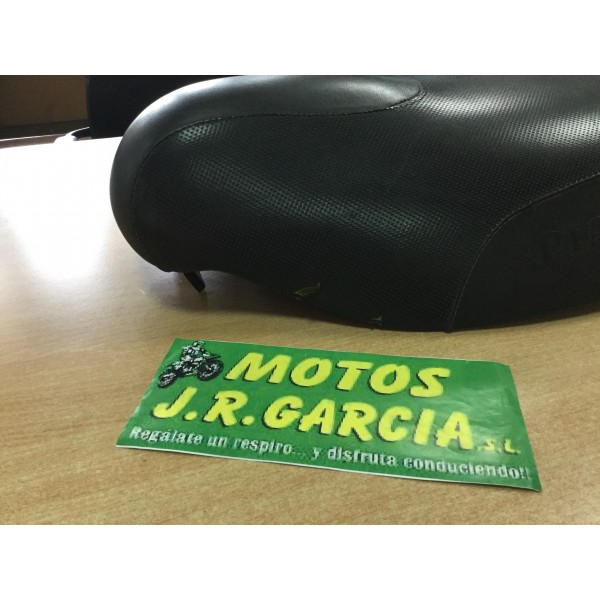 MOTOS
J.R.GARCIA S.L.
Regálate un respiro... y disfruta conduciendo!!